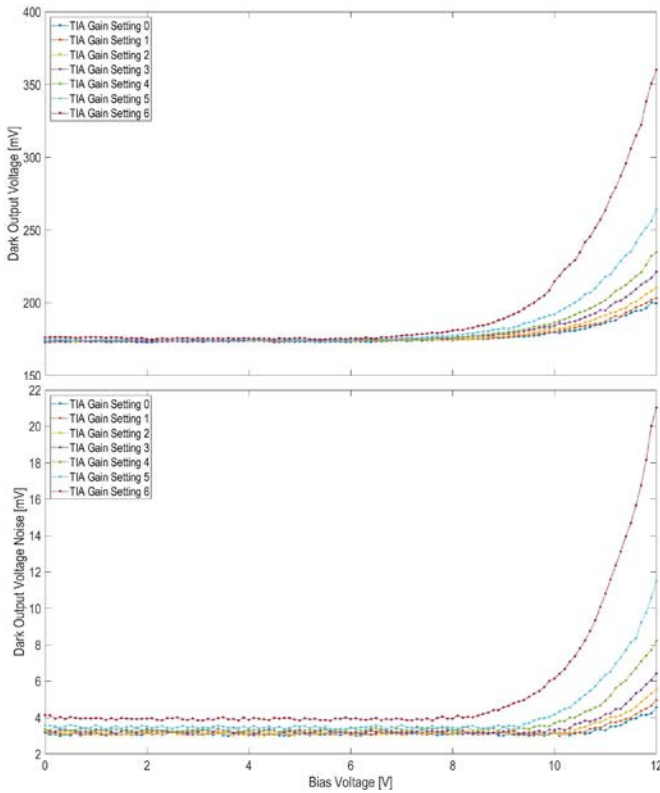 400
350
300
250
200
150
Dark Output Voltage [mV]
TIA Gain Setting 0
TIA Gain Setting 1
TIA Gain Setting 2
TIA Gain Setting 3
TIA Gain Setting 4
TIA Gain Setting 5
TIA Gain Setting 6
22
20
18
16
14
12
10
8
6
4
2
Dark Output Voltage Noise [mV]
TIA Gain Setting 0
TIA Gain Setting 1
TIA Gain Setting 2
TIA Gain Setting 3
TIA Gain Setting 4
TIA Gain Setting 5
TIA Gain Setting 6
0 2 4 6 8 10 12
Bias Voltage [V]